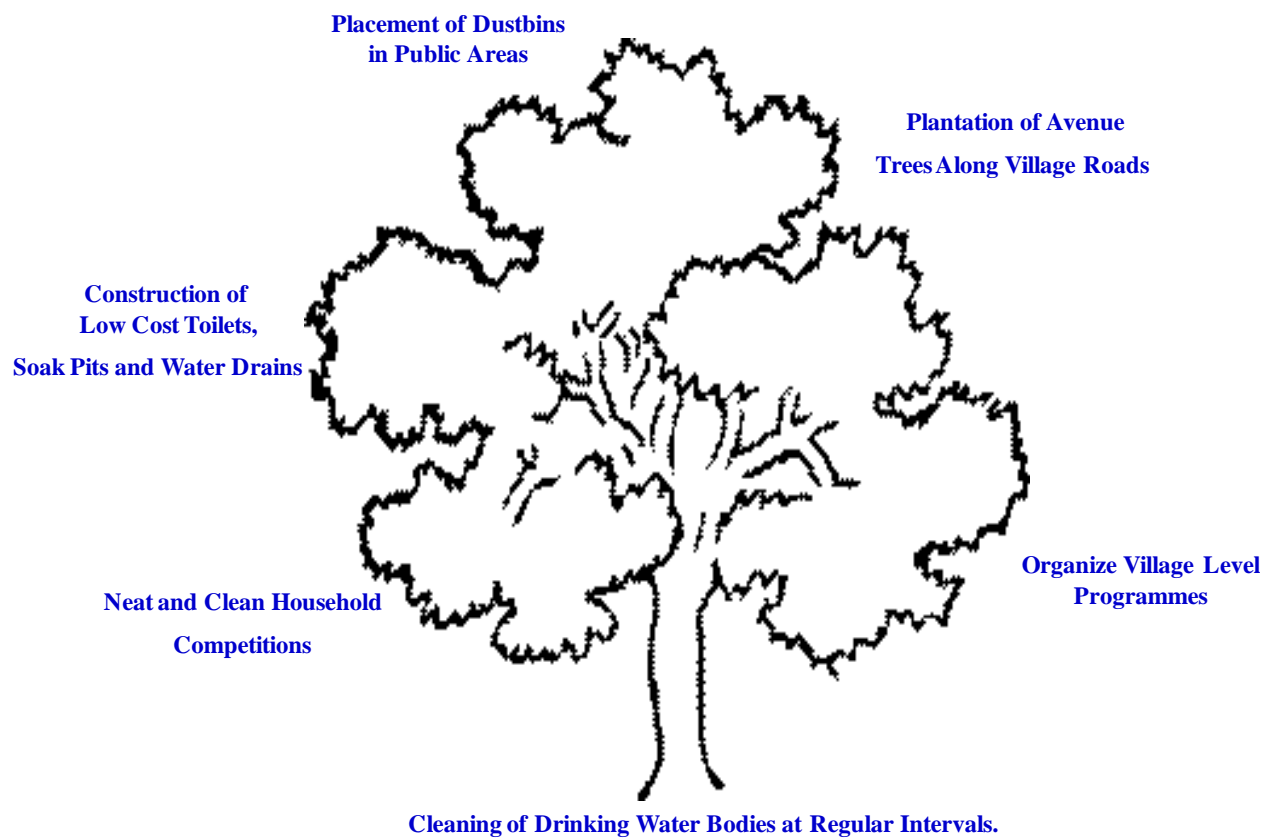 Placement of Dustbins
in Public Areas
Plantation of Avenue
Trees Along Village Roads
Construction of
Low Cost Toilets,
Soak Pits and Water Drains
Organize Village Level
Programmes
Neat and Clean Household
Competitions
Cleaning of Drinking Water Bodies at Regular Intervals.